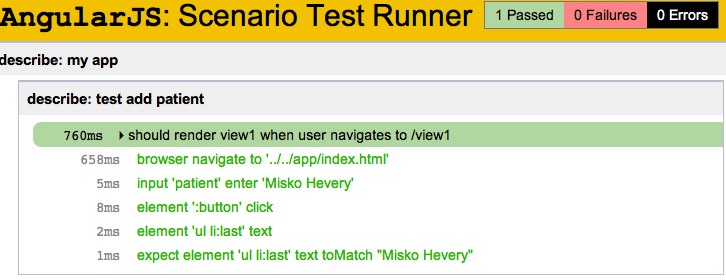 AngularJS: Scenario Test Runner 1 Passed 0 Failures 0 Errors
describe: my app
describe: test add patient
760ms should render view1 when user navigates to /view1
658ms browser navigate to '../../app/index.html'
5ms input 'patient' enter 'Misko Hevery'
8ms element ':button' click
2ms element 'ul li:last' text
1ms expect element 'ul li:last' text toMatch "Misko Hevery"